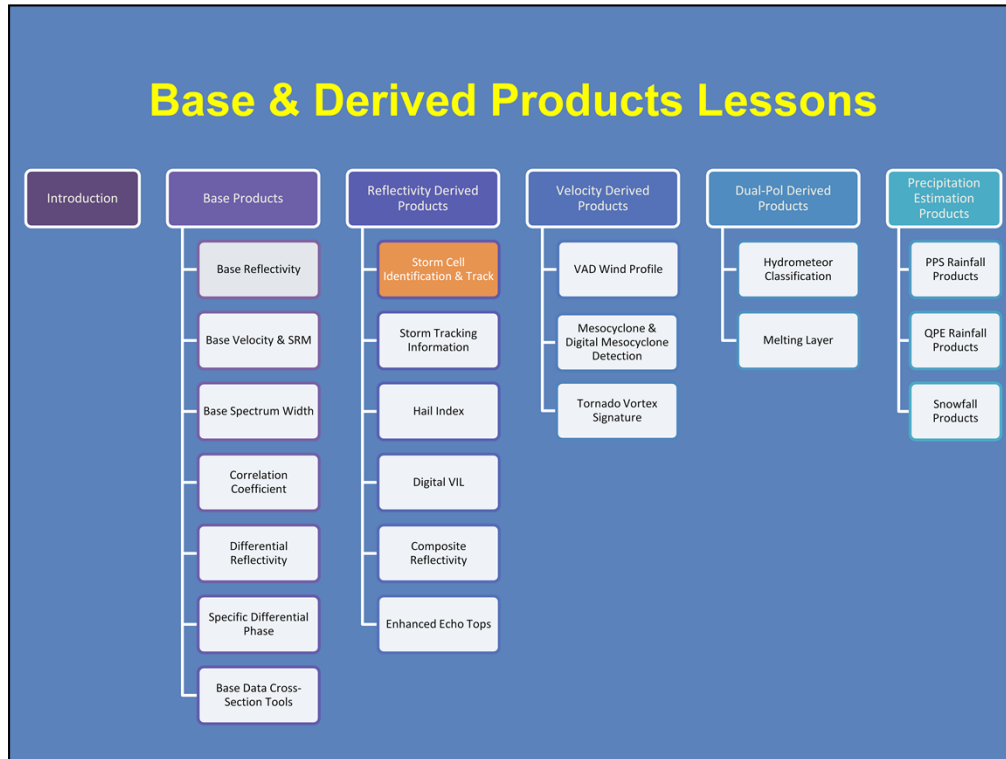 Base & Derived Products Lessons
Introduction
Base Products
Base Reflectivity
Base Velocity & SRM
Base Spectrum Width
Correlation
Coefficient
Differential
Reflectivity
Specific Differential
Phase
Base Data Cross-
Section Tools
Reflectivity Derived
Products
Storm Cell
Identification & Track
Storm Tracking
Information
Hail Index
Digital VIL
Composite
Reflectivity
Enhanced Echo Tops
Velocity Derived
Products
VAD Wind Profile
Mesocyclone &
Digital Mesocyclone
Detection
Tornado Vortex
Signature
Dual-Pol Derived
Products
Hydrometeor
Classification
Melting Layer
Precipitation
Estimation
Products
PPS Rainfall
Products
QPE Rainfall
Products
Snowfall
Products